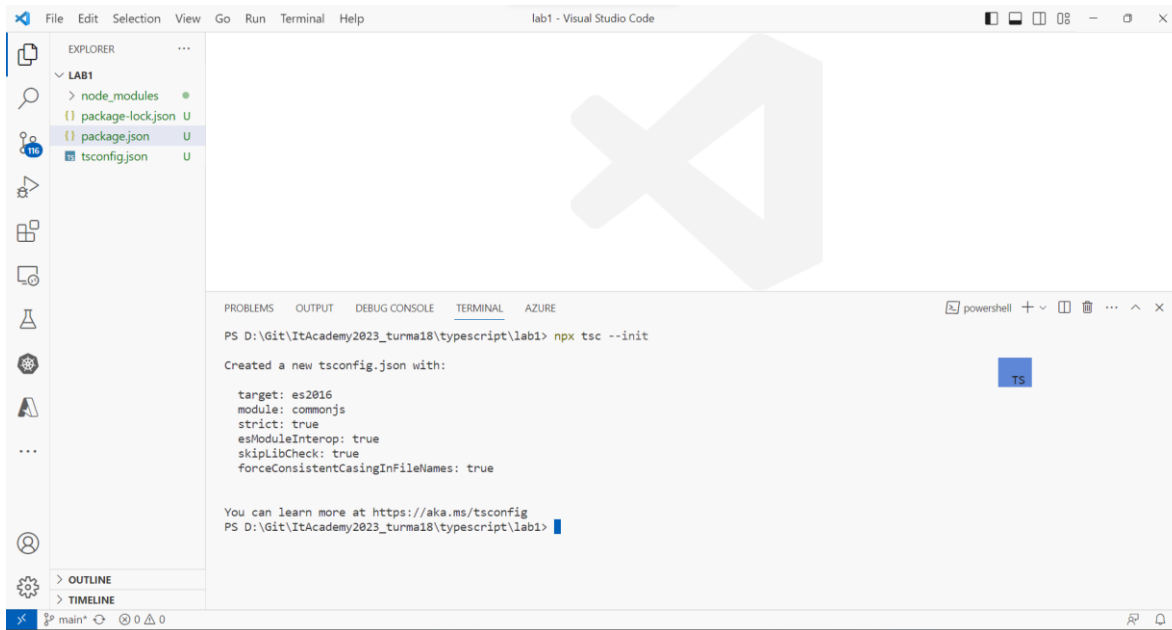 File Edit Selection View Go Run Terminal Help
lab1 - Visual Studio Code
EXPLORER
LAB1
node_modules
{} package-lock.json U
{} package.json U
TS tsconfig.json U
116
PROBLEMS OUTPUT DEBUG CONSOLE TERMINAL AZURE
powershell
PS D:\Git\ItAcademy2023_turma18\typescript\lab1> npx tsc --init
Created a new tsconfig.json with:
TS
target: es2016
module: commonjs
strict: true
esModuleInterop: true
skipLibCheck: true
forceConsistentCasingInFileNames: true
You can learn more at https://aka.ms/tsconfig
PS D:\Git\ItAcademy2023_turma18\typescript\lab1>
OUTLINE
TIMELINE
main* 0 0